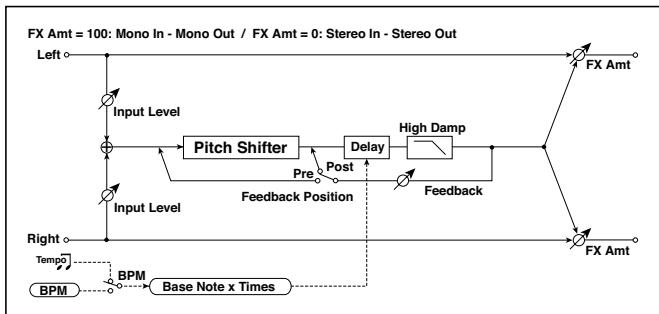 FX Amt = 100: Mono In - Mono Out / FX Amt = 0: Stereo In - Stereo Out
Left
FX Amt
Input Level
High Damp
Pitch Shifter
Delay
Post
Pre
Feedback Position
Feedback
Input Level
Right
FX Amt
Tempo
BPM
BPM
Base Note x Times